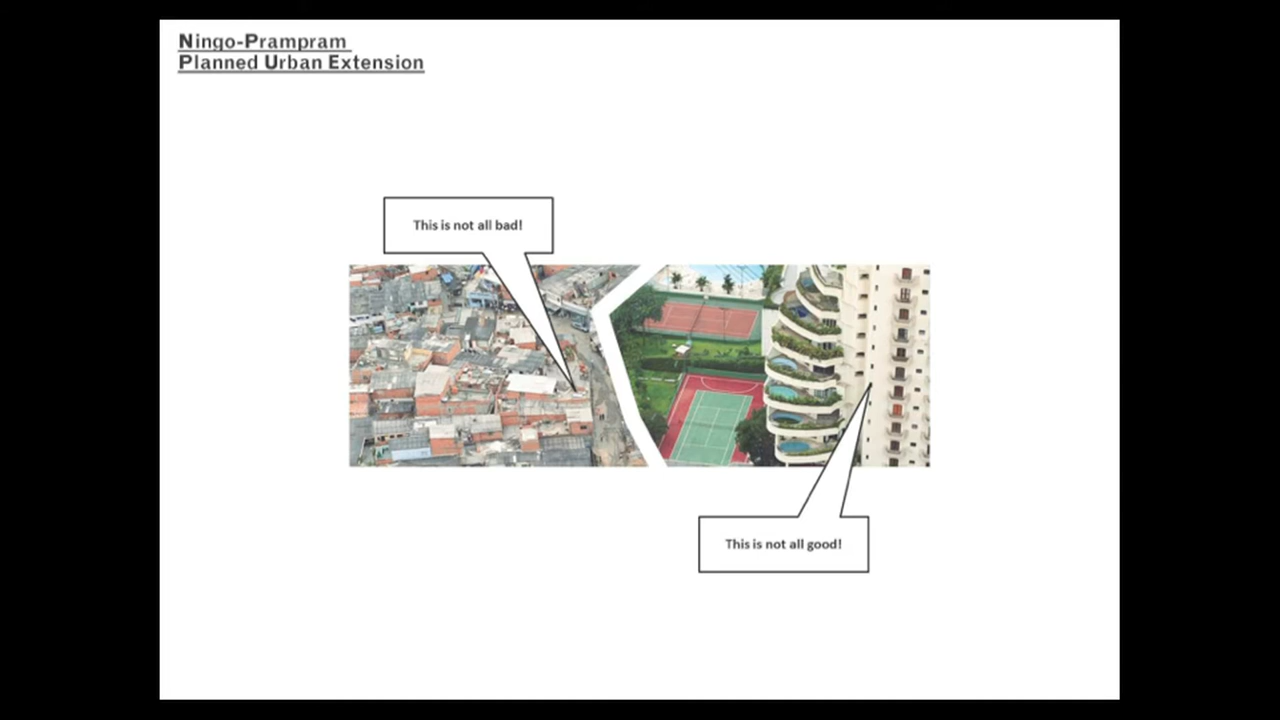 Ningo-Prampram
Planned Urban Extension
This is not all bad!
This is not all good!